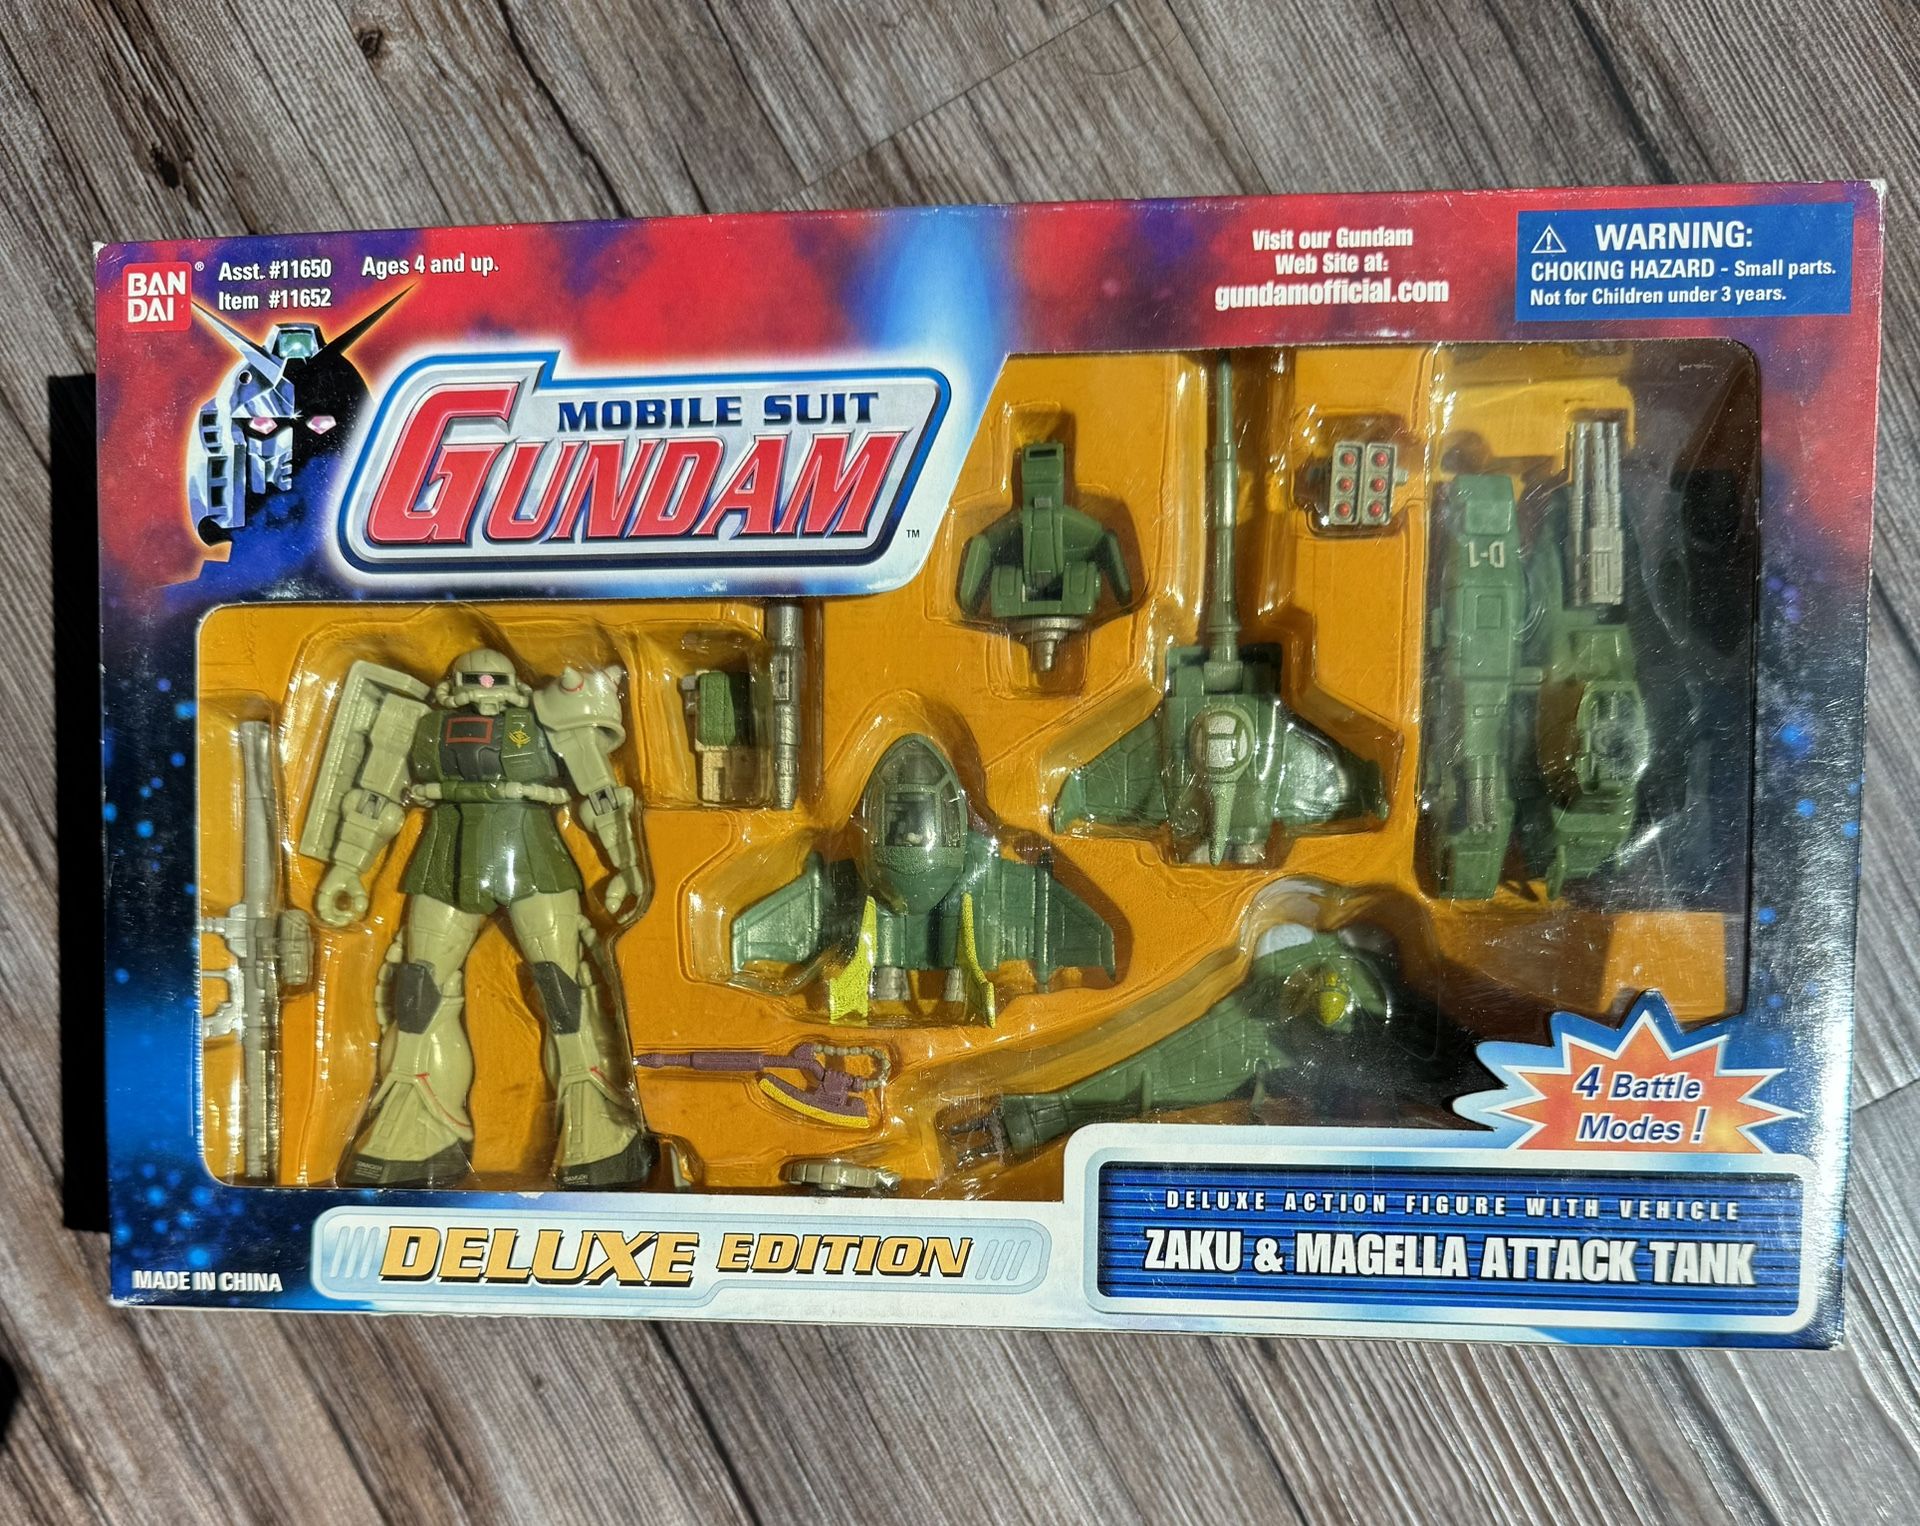 BAN
DAI
®
Asst. #11650
Item #11652
Ages 4 and up.
Visit our Gundam
Web Site at:
gundamofficial.com
⚠ WARNING:
CHOKING HAZARD - Small parts.
Not for Children under 3 years.
MOBILE SUIT
GUNDAM
™
D-1
4 Battle
Modes !
DELUXE ACTION FIGURE WITH VEHICLE
ZAKU & MAGELLA ATTACK TANK
DELUXE EDITION
MADE IN CHINA